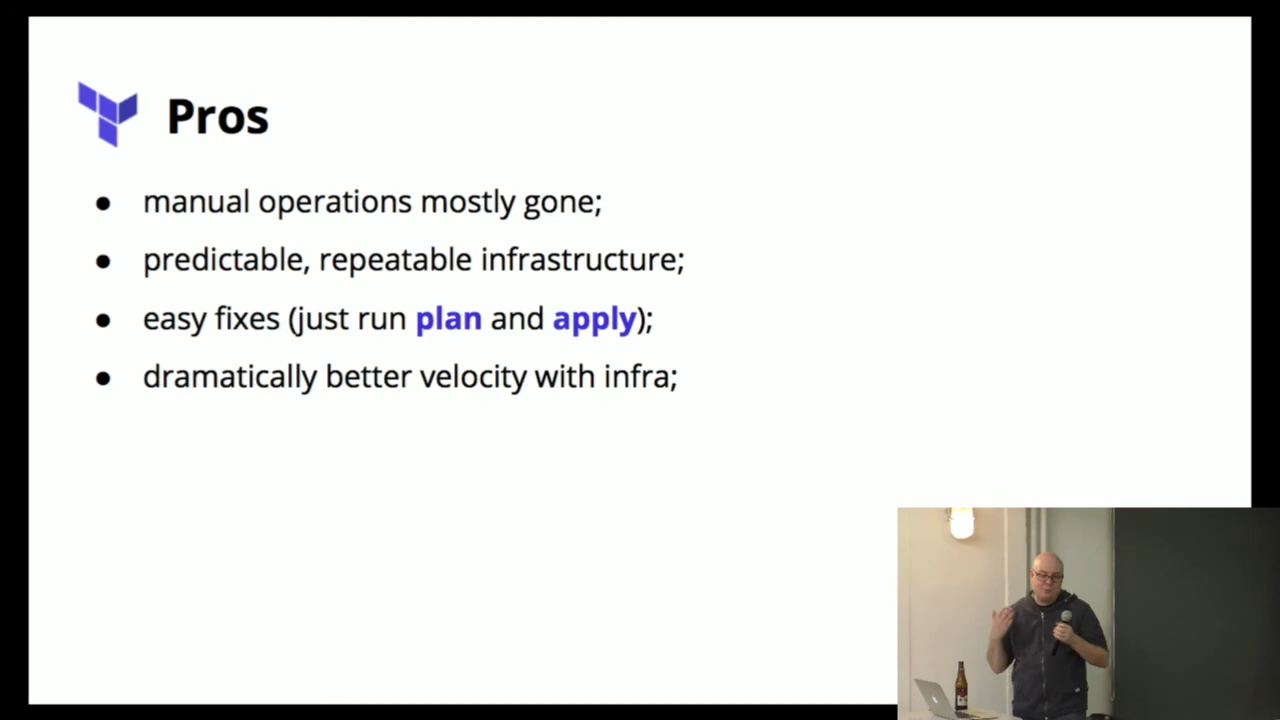 Pros
● manual operations mostly gone;
● predictable, repeatable infrastructure;
● easy fixes (just run plan and apply);
● dramatically better velocity with infra;